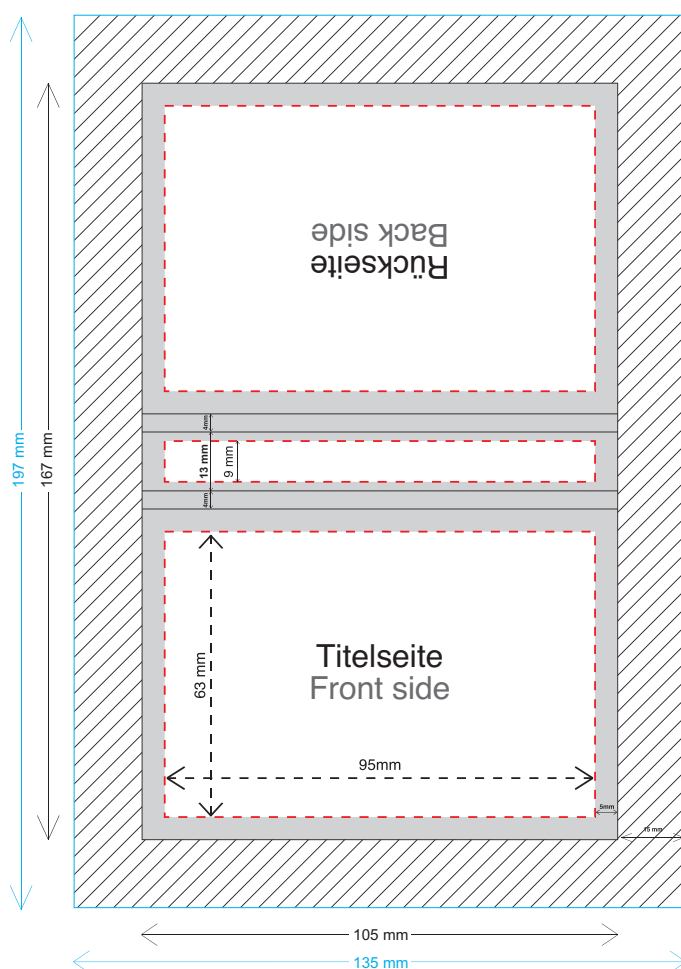 Rückseite
Back side
4mm
13 mm
9 mm
4mm
197 mm
167 mm
63 mm
Titelseite
Front side
95mm
5mm
15 mm
105 mm
135 mm